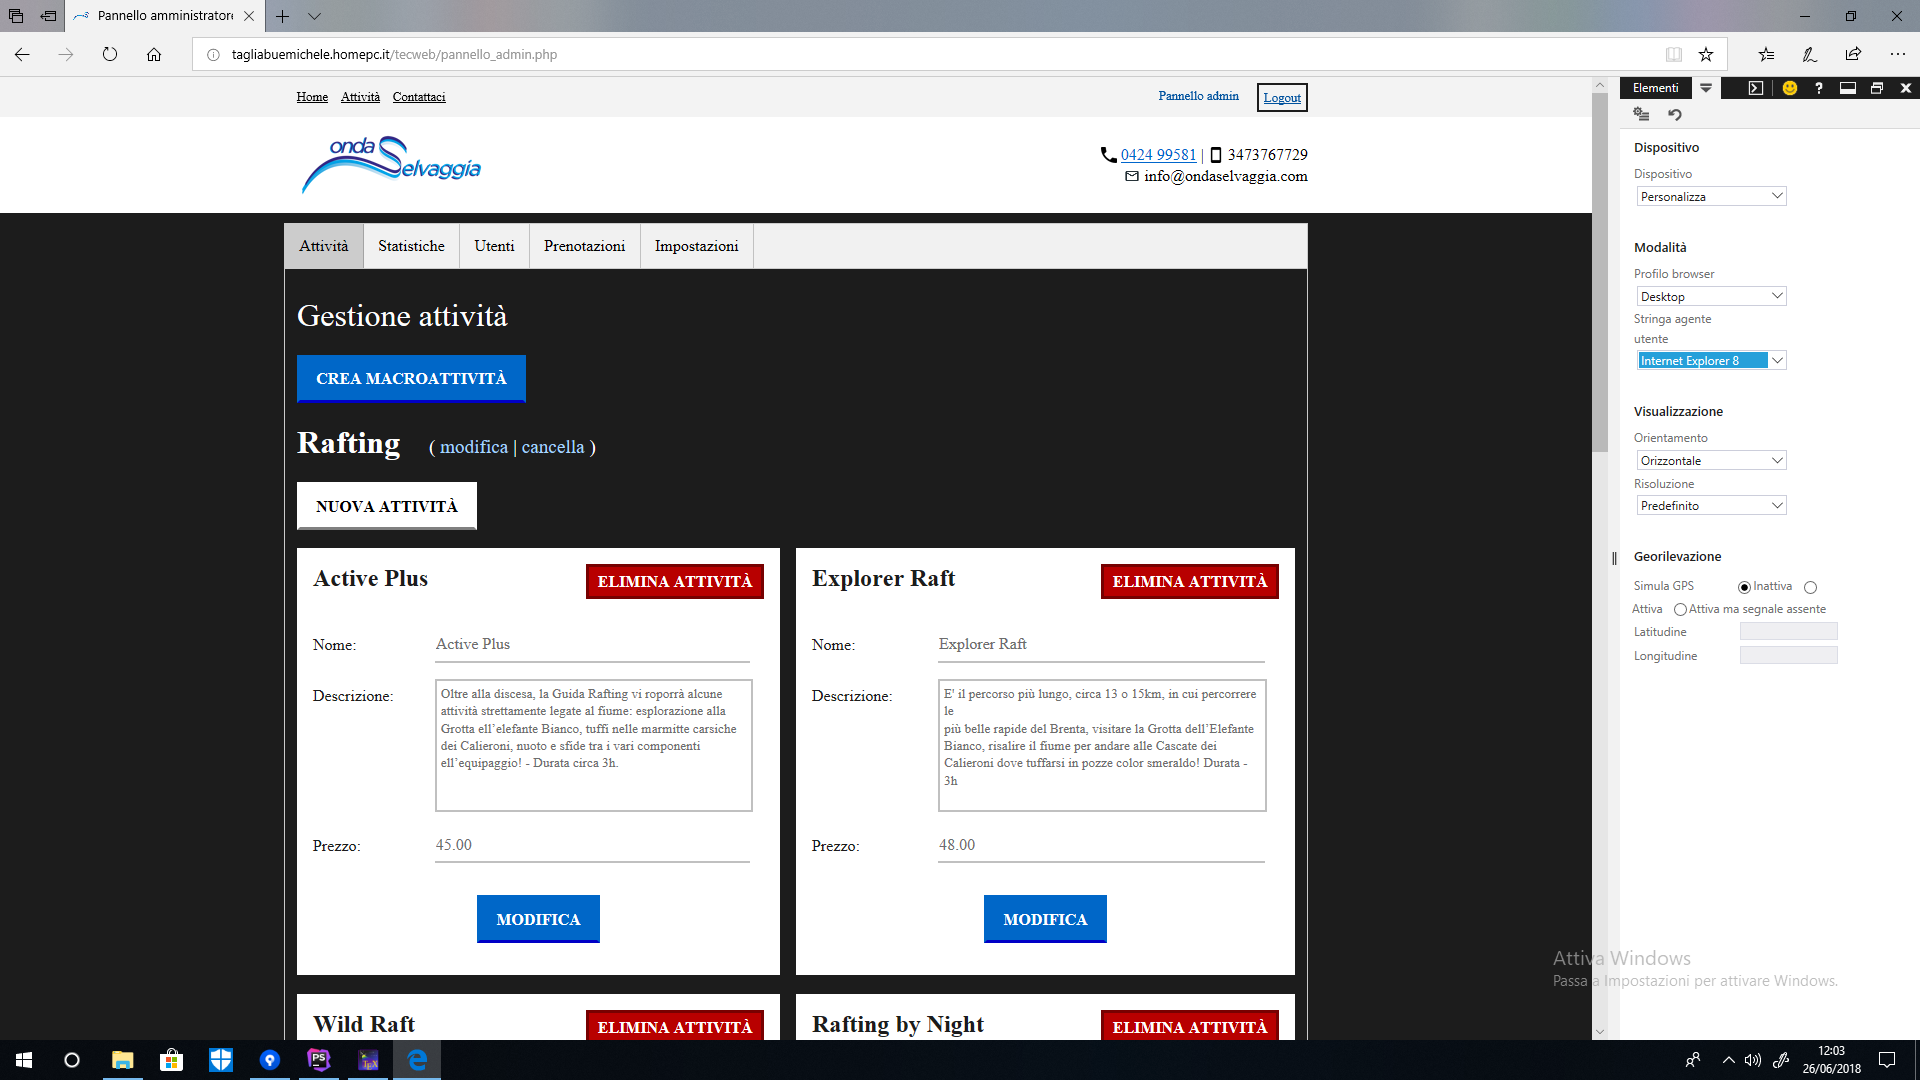 Pannello amministratore
tagliabuemichele.homepc.it/tecweb/pannello_admin.php
Home Attività Contattaci
Pannello admin Logout
onda Selvaggia
0424 99581 | 3473767729
info@ondaselvaggia.com
Attività Statistiche Utenti Prenotazioni Impostazioni
Gestione attività
CREA MACROATTIVITÀ
Rafting ( modifica | cancella )
NUOVA ATTIVITÀ
Active Plus ELIMINA ATTIVITÀ
Nome: Active Plus
Descrizione: Oltre alla discesa, la Guida Rafting vi roporrà alcune
attività strettamente legate al fiume: esplorazione alla
Grotta ell’elefante Bianco, tuffi nelle marmitte carsiche
dei Calieroni, nuoto e sfide tra i vari componenti
ell’equipaggio! - Durata circa 3h.
Prezzo: 45.00
MODIFICA
Explorer Raft ELIMINA ATTIVITÀ
Nome: Explorer Raft
Descrizione: E' il percorso più lungo, circa 13 o 15km, in cui percorrere
le
più belle rapide del Brenta, visitare la Grotta dell’Elefante
Bianco, risalire il fiume per andare alle Cascate dei
Calieroni dove tuffarsi in pozze color smeraldo! Durata -
3h
Prezzo: 48.00
MODIFICA
Wild Raft ELIMINA ATTIVITÀ
Rafting by Night ELIMINA ATTIVITÀ
Elementi
Dispositivo
Dispositivo
Personalizza
Modalità
Profilo browser
Desktop
Stringa agente
utente
Internet Explorer 8
Visualizzazione
Orientamento
Orizzontale
Risoluzione
Predefinito
Georilevazione
Simula GPS Inattiva
Attiva Attiva ma segnale assente
Latitudine
Longitudine
Attiva Windows
Passa a Impostazioni per attivare Windows.
12:03
26/06/2018